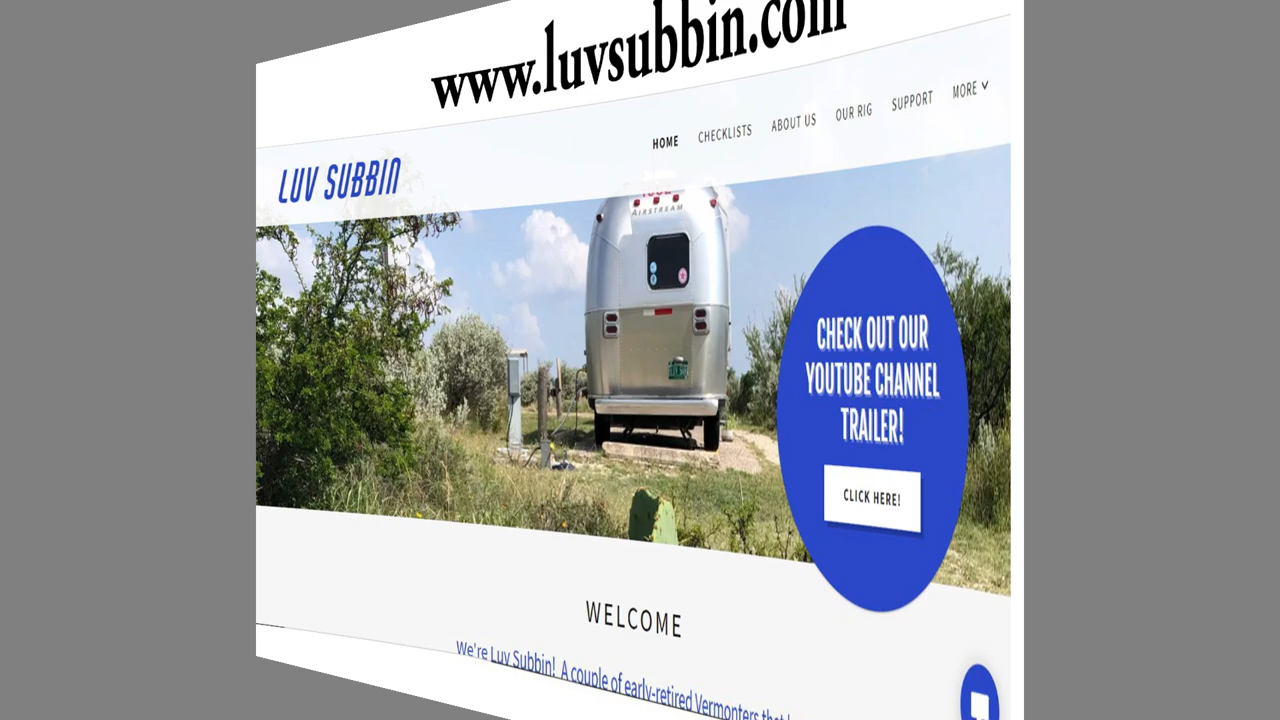 www.luvsubbin.com
LUV SUBBIN
HOME CHECKLISTS ABOUT US OUR RIG SUPPORT MORE
AIRSTREAM
CHECK OUT OUR
YOUTUBE CHANNEL
TRAILER!
CLICK HERE!
WELCOME
We're Luv Subbin! A couple of early-retired Vermonters